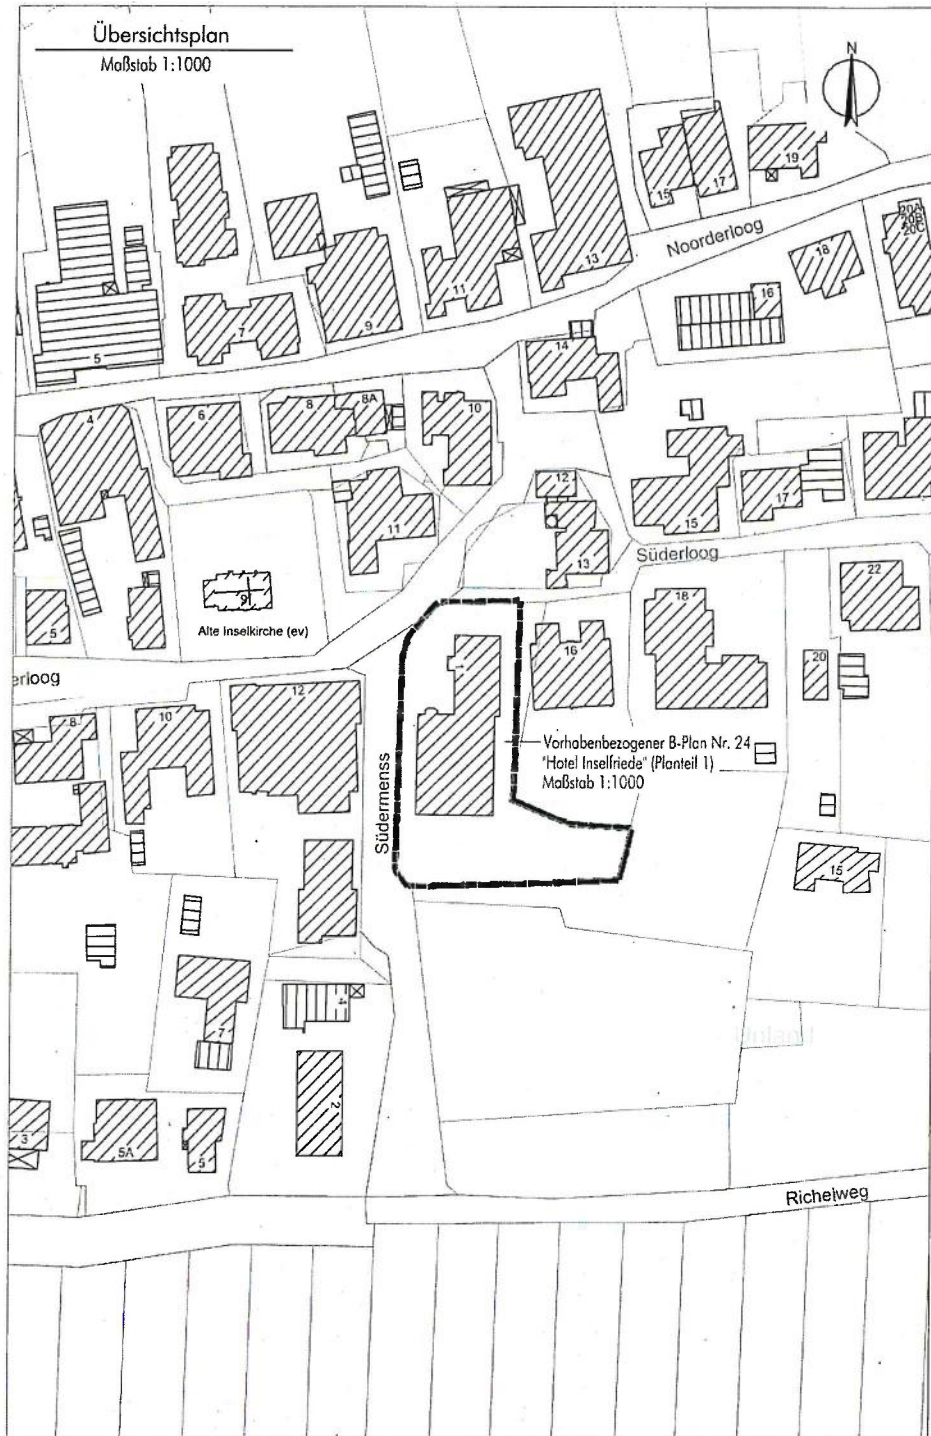 Übersichtsplan
Maßstab 1:1000
N
19
17
15
Noorderloog
20A
20B
20C
18
13
16
11
9
7
5
14
8A
8
6
4
10
12
17
15
11
Süderloog
13
22
18
9
5
Alte Inselkirche (ev)
1
16
20
erloog
12
10
8
Vorhabenbezogener B-Plan Nr. 24
"Hotel Inselfriede" (Planteil 1)
Maßstab 1:1000
Südermenss
15
4
7
2
3
5A
5
Richelweg